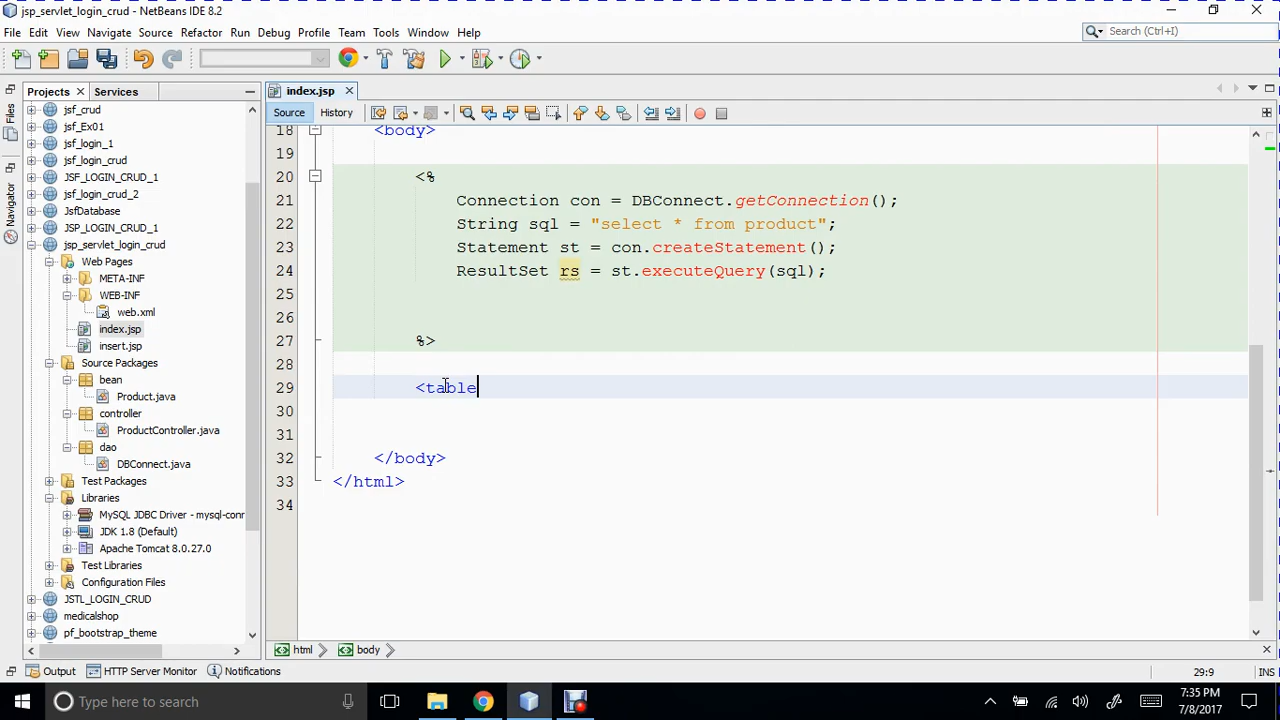 jsp_servlet_login_crud - NetBeans IDE 8.2
File Edit View Navigate Source Refactor Run Debug Profile Team Tools Window Help
Search (Ctrl+I)
Projects
Services
index.jsp
Files
Navigator
Source
History
jsf_crud
jsf_Ex01
jsf_login_1
jsf_login_crud
JSF_LOGIN_CRUD_1
jsf_login_crud_2
JsfDatabase
JSP_LOGIN_CRUD_1
jsp_servlet_login_crud
Web Pages
META-INF
WEB-INF
web.xml
index.jsp
insert.jsp
Source Packages
bean
Product.java
controller
ProductController.java
dao
DBConnect.java
Test Packages
Libraries
MySQL JDBC Driver - mysql-conr
JDK 1.8 (Default)
Apache Tomcat 8.0.27.0
Test Libraries
Configuration Files
JSTL_LOGIN_CRUD
medicalshop
pf_bootstrap_theme
18 <body>
19
20 <%
21 Connection con = DBConnect.getConnection();
22 String sql = "select * from product";
23 Statement st = con.createStatement();
24 ResultSet rs = st.executeQuery(sql);
25
26
27 %>
28
29 <table
30
31
32 </body>
33 </html>
34
html
body
Output
HTTP Server Monitor
Notifications
29:9
INS
Type here to search
7:35 PM
7/8/2017